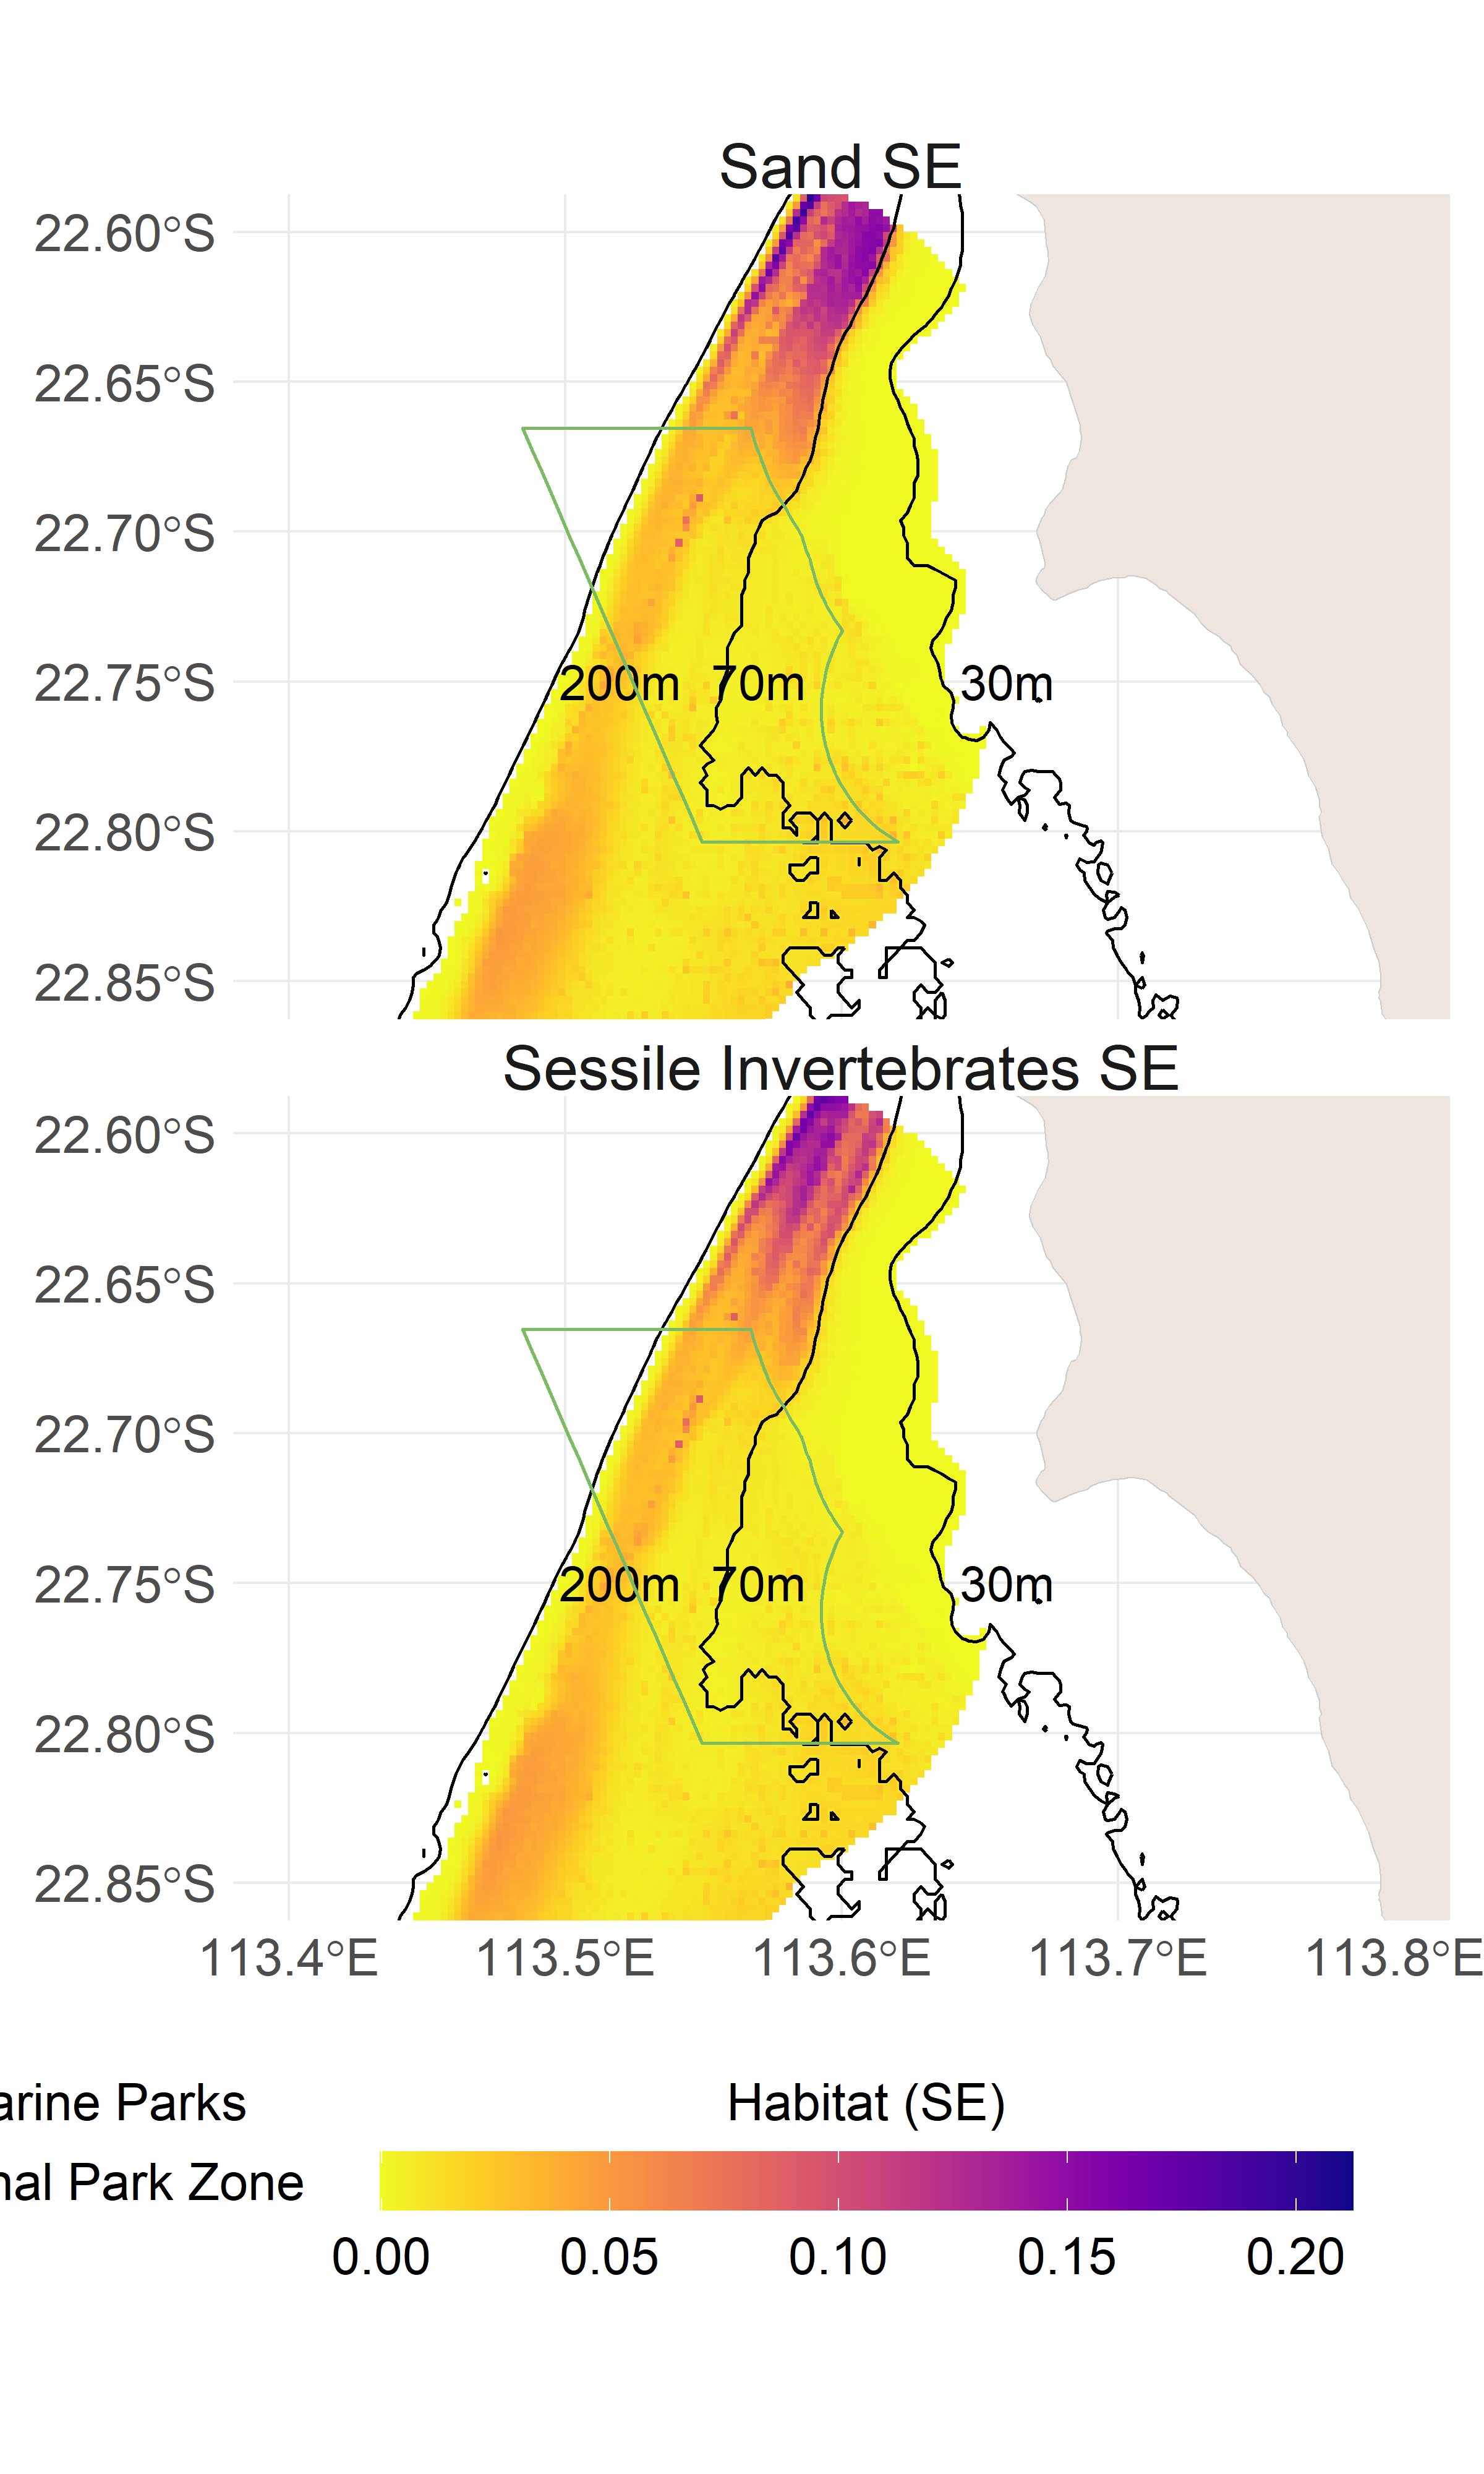 Sand SE
22.60°S
22.65°S
22.70°S
22.75°S
200m 70m 30m
22.80°S
22.85°S
Sessile Invertebrates SE
22.60°S
22.65°S
22.70°S
22.75°S
200m 70m 30m
22.80°S
22.85°S
113.4°E 113.5°E 113.6°E 113.7°E 113.8°E
arine Parks
nal Park Zone
Habitat (SE)
0.00 0.05 0.10 0.15 0.20